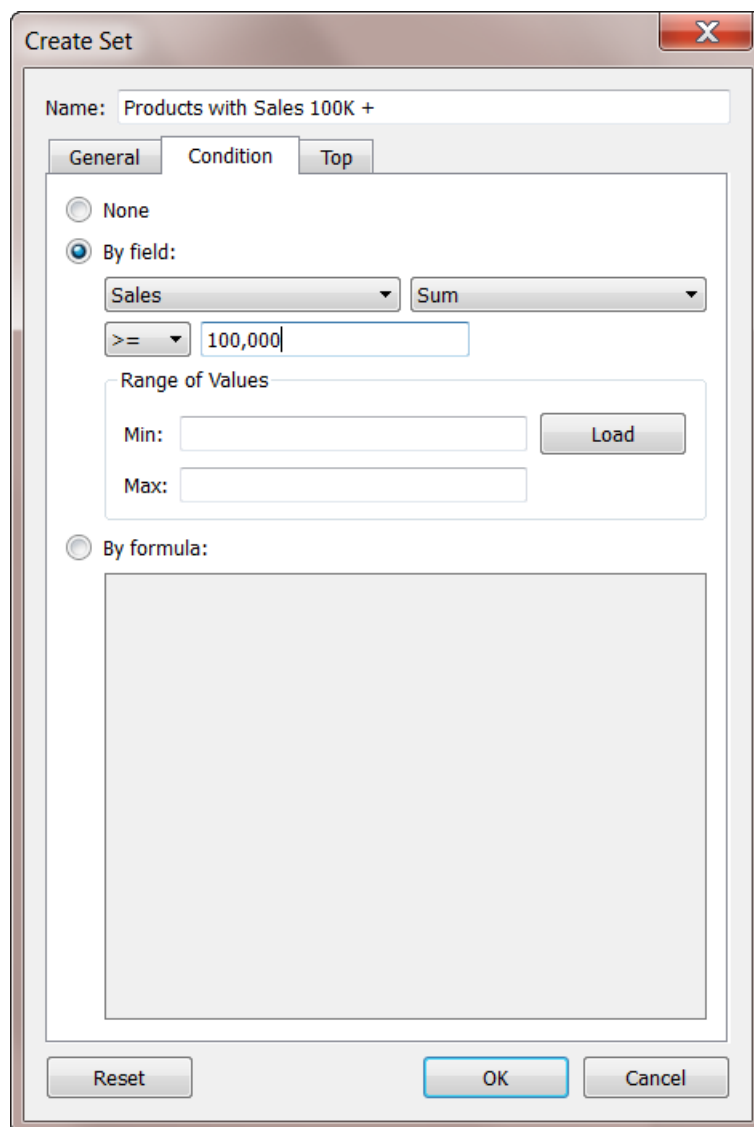 Create Set
X
Name: Products with Sales 100K +
General Condition Top
None
By field:
Sales Sum
>= 100,000
Range of Values
Min: Load
Max:
By formula:
Reset OK Cancel